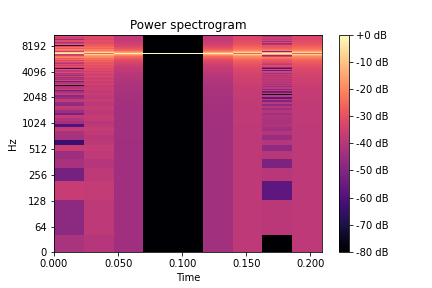 Power spectrogram
8192
4096
2048
1024
512
256
128
64
0
Hz
0.000 0.050 0.100 0.150 0.200
Time
+0 dB
-10 dB
-20 dB
-30 dB
-40 dB
-50 dB
-60 dB
-70 dB
-80 dB